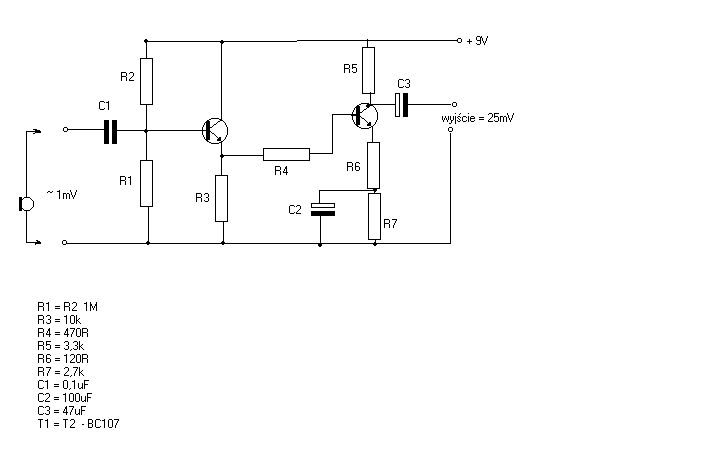 + 9V
R5
R2
C3
C1
wyjście = 25mV
R4
R6
R1
~ 1mV
R3
C2
R7
R1 = R2 1M
R3 = 10k
R4 = 470R
R5 = 3,3k
R6 = 120R
R7 = 2,7k
C1 = 0,1uF
C2 = 100uF
C3 = 47uF
T1 = T2 - BC107